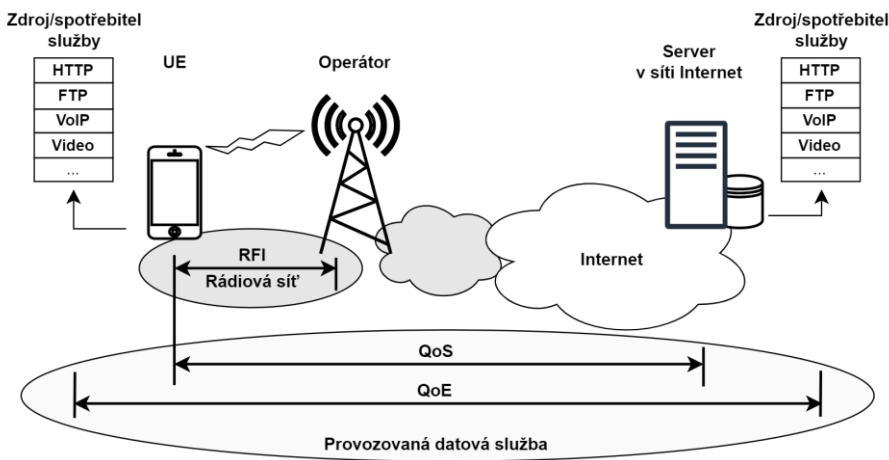 Zdroj/spotřebitel
služby
HTTP
FTP
VoIP
Video
...
UE
Operátor
Server
v síti Internet
Zdroj/spotřebitel
služby
HTTP
FTP
VoIP
Video
...
RFI
Rádiová síť
Internet
QoS
QoE
Provozovaná datová služba